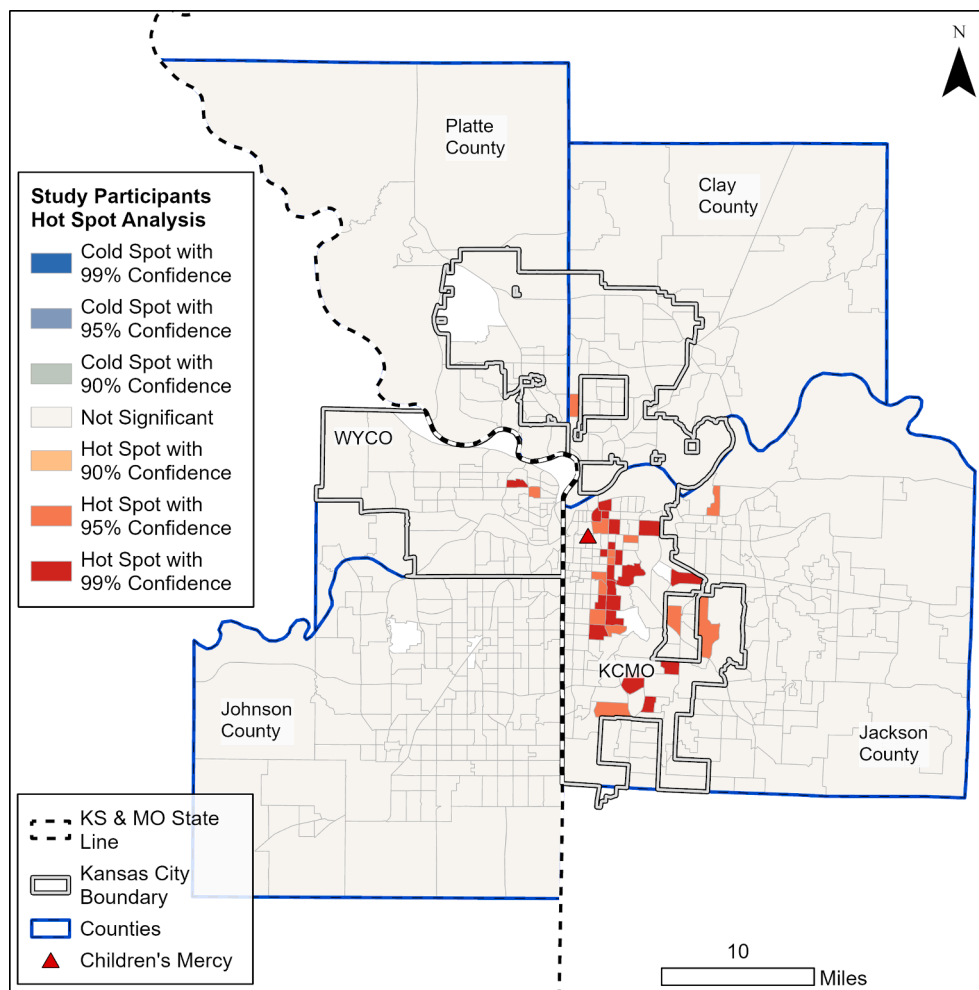 N
Platte
County
Clay
County
Study Participants
Hot Spot Analysis
Cold Spot with
99% Confidence
Cold Spot with
95% Confidence
Cold Spot with
90% Confidence
Not Significant
Hot Spot with
90% Confidence
Hot Spot with
95% Confidence
Hot Spot with
99% Confidence
WYCO
KCMO
Johnson
County
Jackson
County
KS & MO State
Line
Kansas City
Boundary
Counties
Children's Mercy
10
Miles